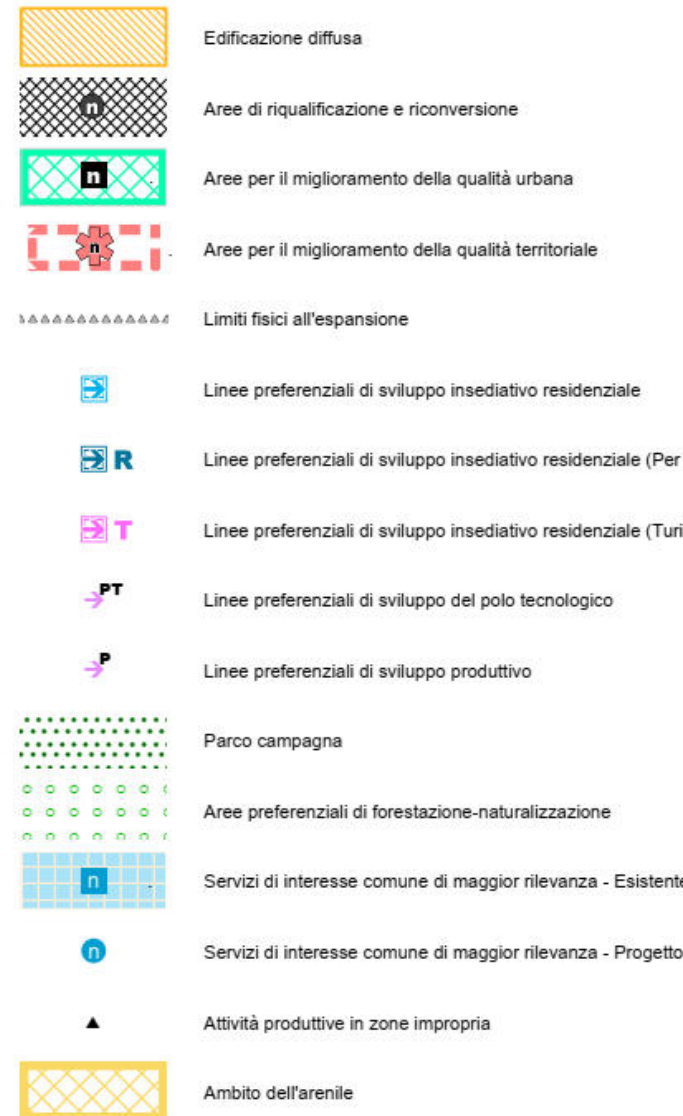 Edificazione diffusa
n Aree di riqualificazione e riconversione
n Aree per il miglioramento della qualità urbana
n Aree per il miglioramento della qualità territoriale
Limiti fisici all'espansione
Linee preferenziali di sviluppo insediativo residenziale
R Linee preferenziali di sviluppo insediativo residenziale (Per
T Linee preferenziali di sviluppo insediativo residenziale (Turi
PT Linee preferenziali di sviluppo del polo tecnologico
P Linee preferenziali di sviluppo produttivo
Parco campagna
Aree preferenziali di forestazione-naturalizzazione
n Servizi di interesse comune di maggior rilevanza - Esistente
n Servizi di interesse comune di maggior rilevanza - Progetto
Attività produttive in zone impropria
Ambito dell'arenile